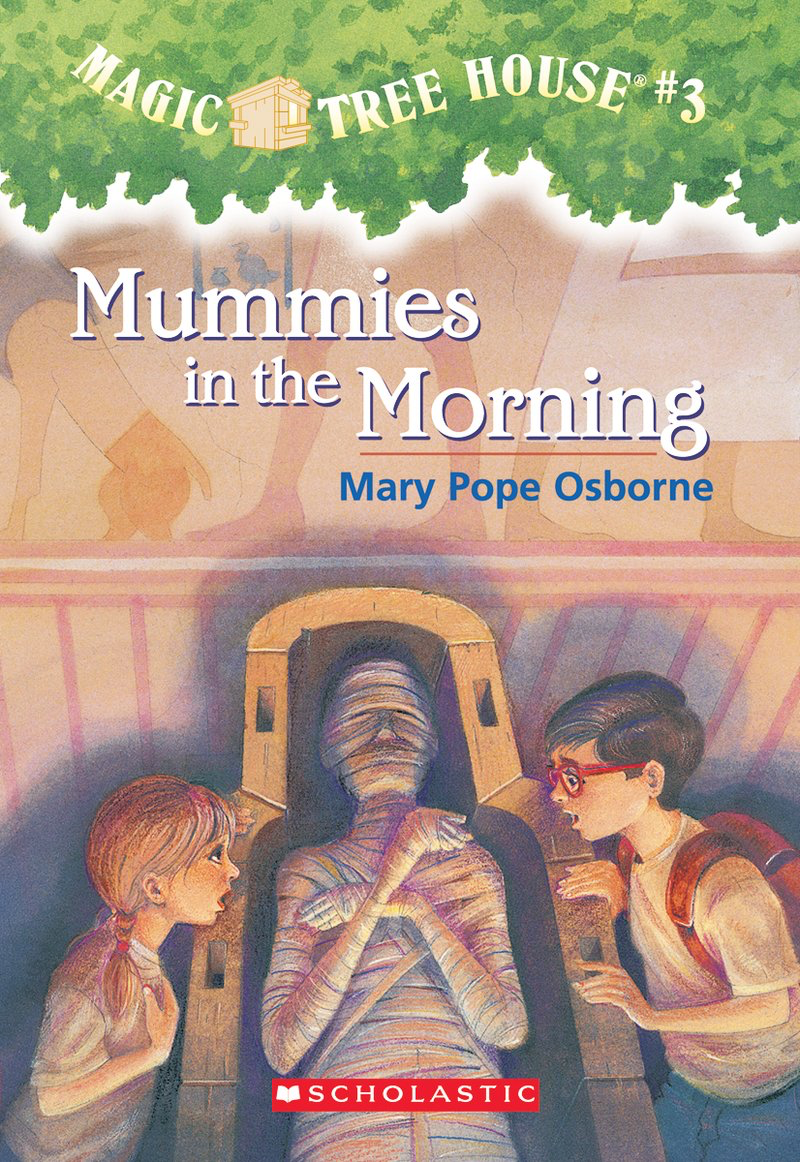 MAGIC TREE HOUSE® #3
Mummies
in the Morning
Mary Pope Osborne
SCHOLASTIC